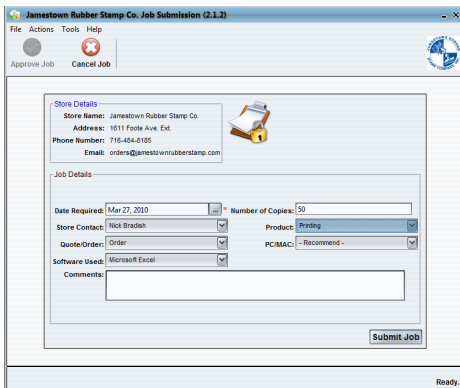 Jamestown Rubber Stamp Co. Job Submission (2.1.2)
File Actions Tools Help
Approve Job Cancel Job
Store Details
Store Name: Jamestown Rubber Stamp Co.
Address: 1611 Foote Ave. Ext.
Phone Number: 716-484-8185
Email: orders@jamestownrubberstamp.com
Job Details
Date Required: Mar 27, 2010 ... * Number of Copies: 50
Store Contact: Nick Bradish Product: Printing
Quote/Order: Order PC/MAC: - Recommend -
Software Used: Microsoft Excel
Comments:
Submit Job
Ready.